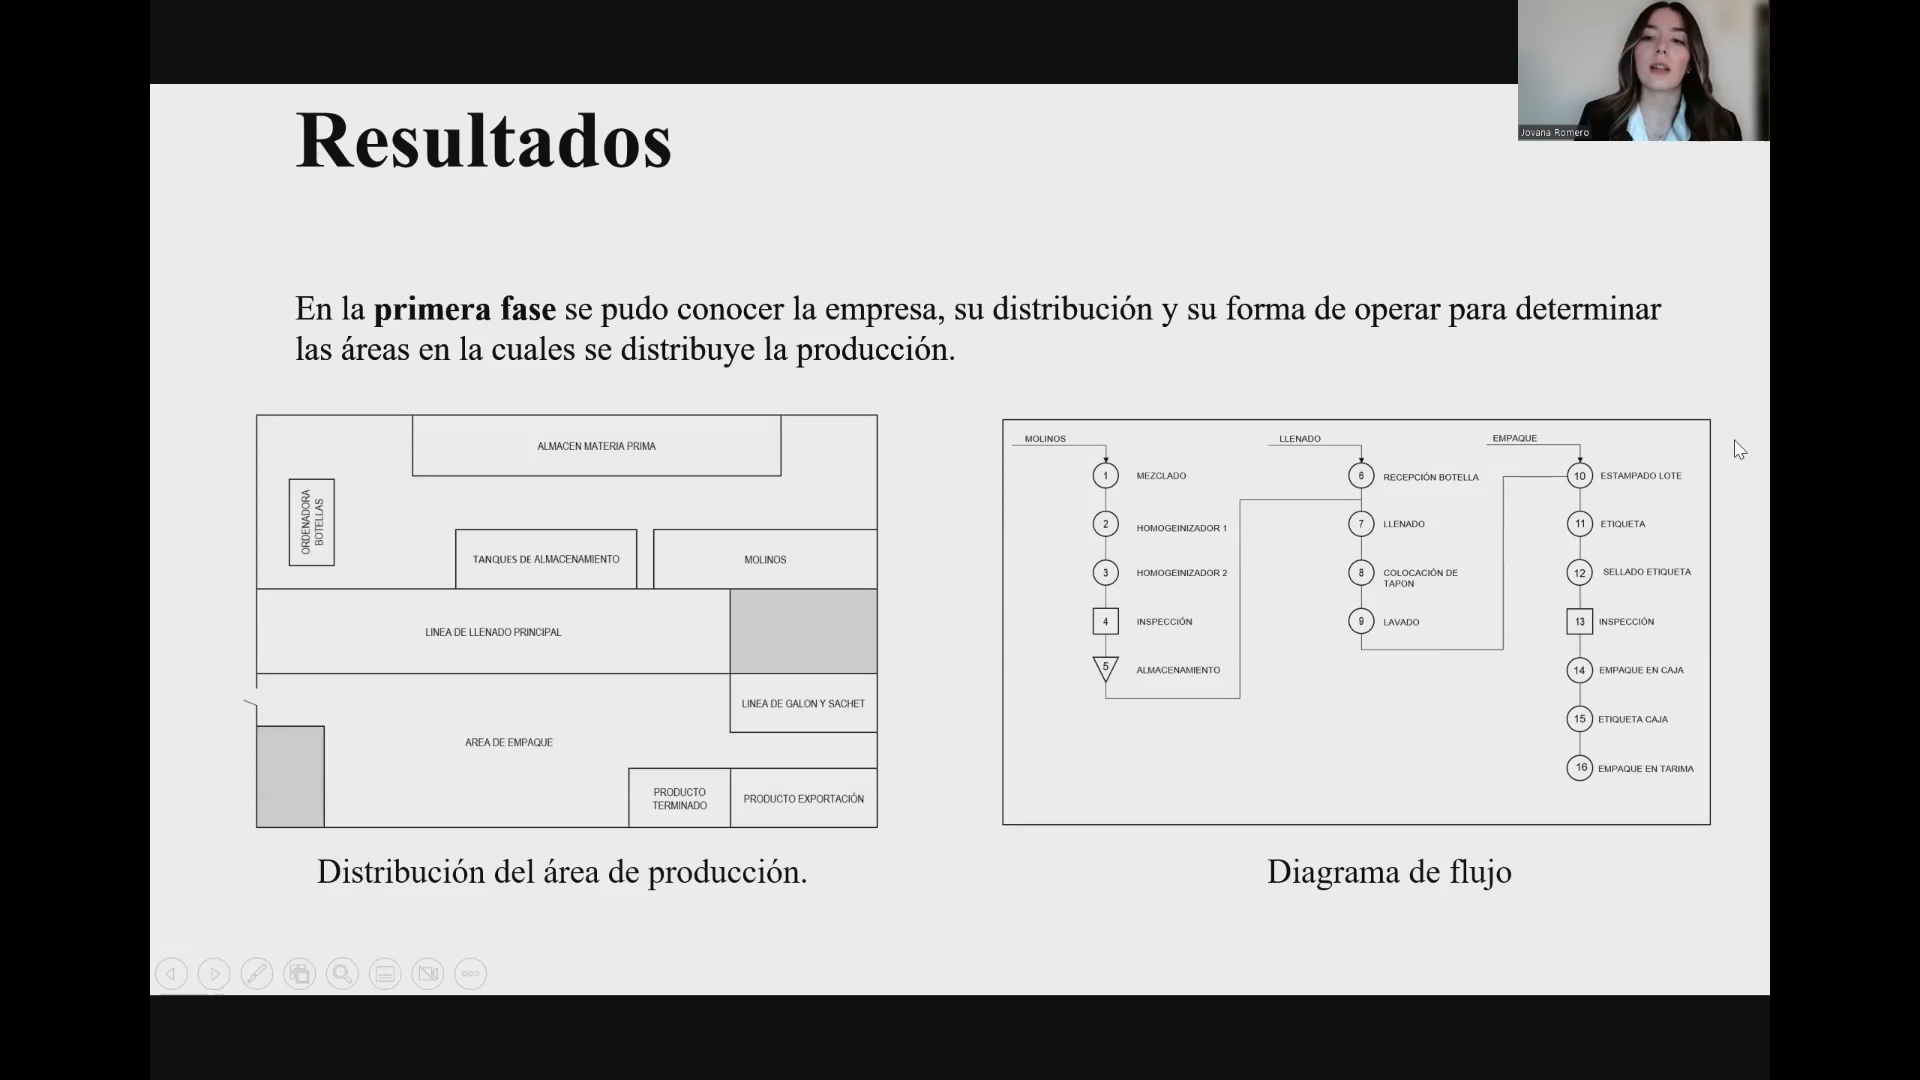 Jovana Romero
Resultados
En la primera fase se pudo conocer la empresa, su distribución y su forma de operar para determinar
las áreas en la cuales se distribuye la producción.
ALMACEN MATERIA PRIMA
ORDENADORA
BOTELLAS
TANQUES DE ALMACENAMIENTO
MOLINOS
LINEA DE LLENADO PRINCIPAL
LINEA DE GALON Y SACHET
AREA DE EMPAQUE
PRODUCTO
TERMINADO
PRODUCTO EXPORTACIÓN
Distribución del área de producción.
MOLINOS
1 MEZCLADO
2 HOMOGEINIZADOR 1
3 HOMOGEINIZADOR 2
4 INSPECCIÓN
5 ALMACENAMIENTO
LLENADO
6 RECEPCIÓN BOTELLA
7 LLENADO
8 COLOCACIÓN DE
TAPON
9 LAVADO
EMPAQUE
10 ESTAMPADO LOTE
11 ETIQUETA
12 SELLADO ETIQUETA
13 INSPECCIÓN
14 EMPAQUE EN CAJA
15 ETIQUETA CAJA
16 EMPAQUE EN TARIMA
Diagrama de flujo